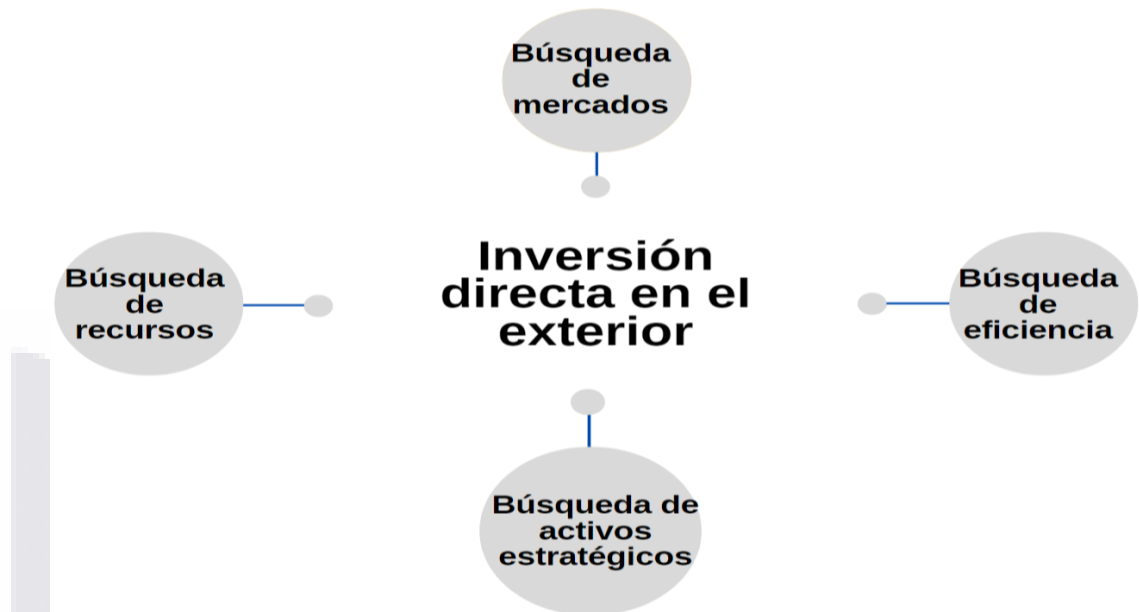 Búsqueda
de
mercados
Inversión
directa en el
exterior
Búsqueda
de
recursos
Búsqueda
de
eficiencia
Búsqueda de
activos
estratégicos